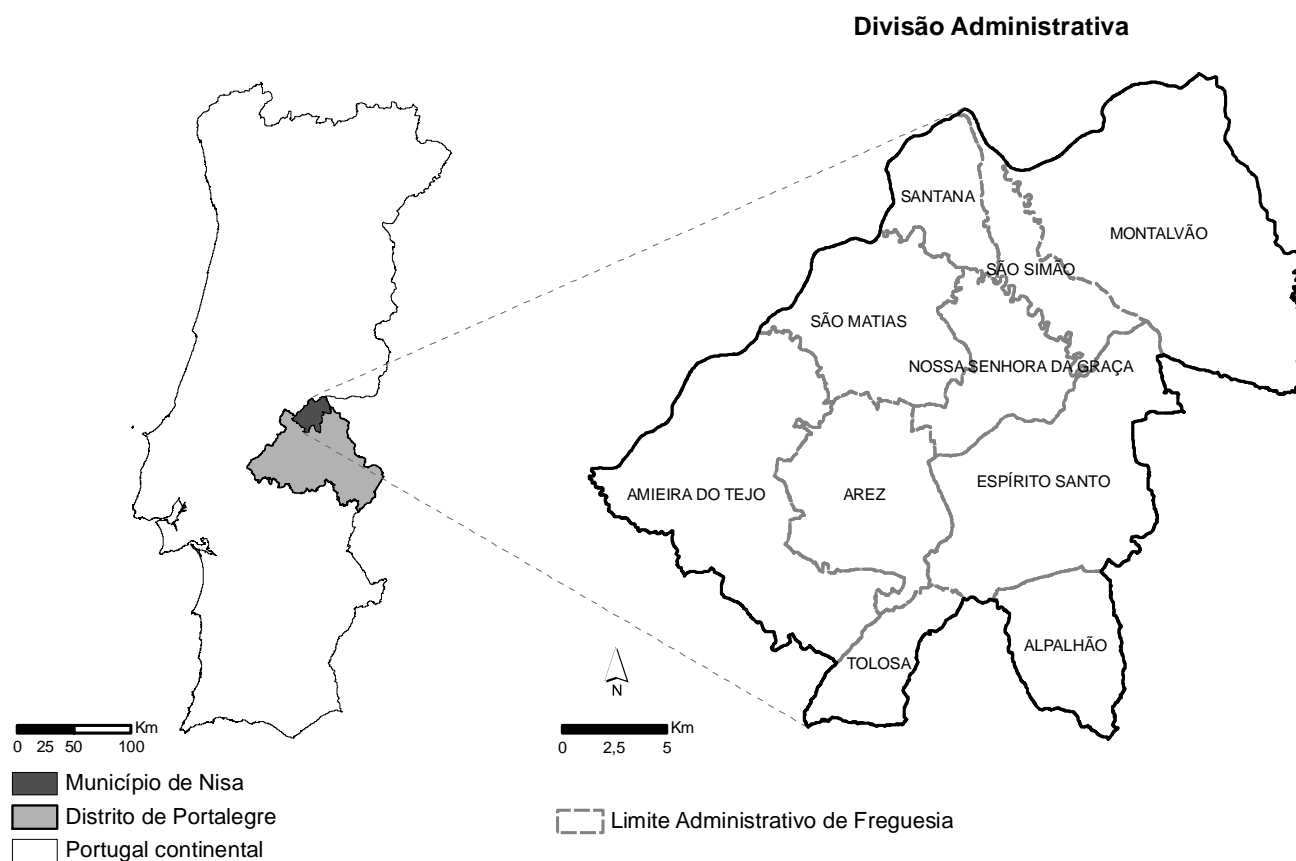 Divisão Administrativa
SANTANA
MONTALVÃO
SÃO SIMÃO
SÃO MATIAS
NOSSA SENHORA DA GRAÇA
ESPÍRITO SANTO
AMIEIRA DO TEJO
AREZ
ALPALHÃO
TOLOSA
N
Km
0 25 50 100
Km
0 2,5 5
Município de Nisa
Distrito de Portalegre
Portugal continental
Limite Administrativo de Freguesia